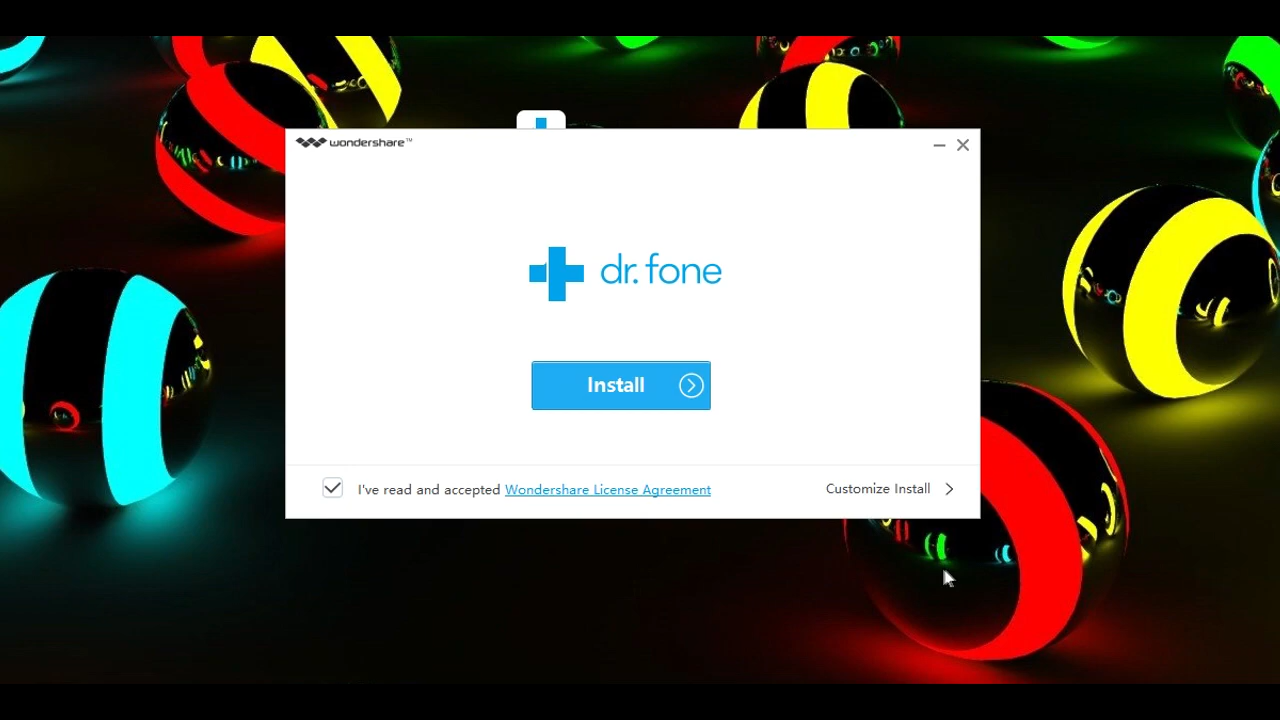 wondershare™
dr. fone
Install
I've read and accepted Wondershare License Agreement
Customize Install